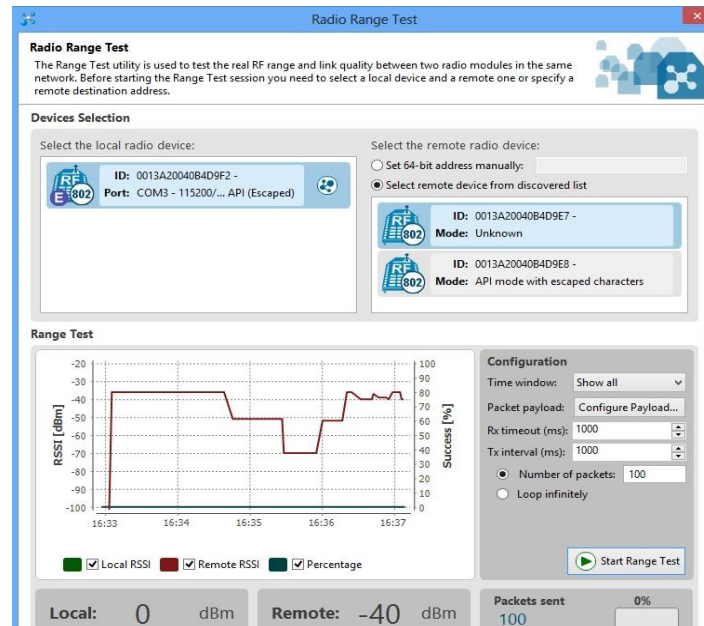 Radio Range Test
Radio Range Test
The Range Test utility is used to test the real RF range and link quality between two radio modules in the same
network. Before starting the Range Test session you need to select a local device and a remote one or specify a
remote destination address.
Devices Selection
Select the local radio device:
RF
E 802
ID: 0013A20040B4D9F2 -
Port: COM3 - 115200/... API (Escaped)
Select the remote radio device:
Set 64-bit address manually:
Select remote device from discovered list
RF
802
ID: 0013A20040B4D9E7 -
Mode: Unknown
RF
802
ID: 0013A20040B4D9E8 -
Mode: API mode with escaped characters
Range Test
RSSI [dBm]
-20
-30
-40
-50
-60
-70
-80
-90
-100
100
90
80
70
60
50
40
30
20
10
0
Success [%]
16:33 16:34 16:35 16:36 16:37
Local RSSI Remote RSSI Percentage
Configuration
Time window: Show all
Packet payload: Configure Payload...
Rx timeout (ms): 1000
Tx interval (ms): 1000
Number of packets: 100
Loop infinitely
Start Range Test
Local: 0 dBm
Remote: -40 dBm
Packets sent
100
0%